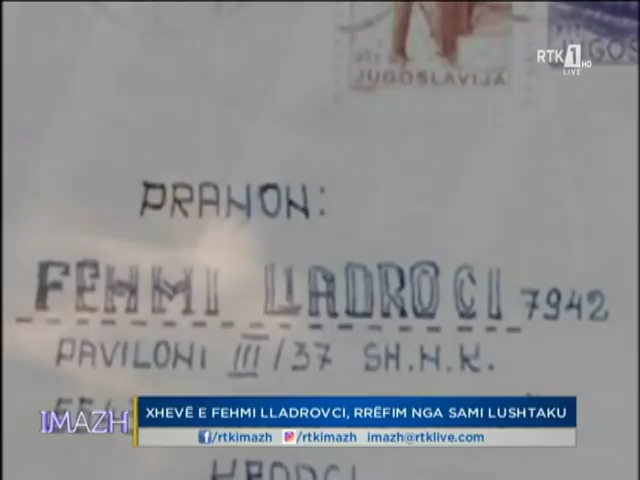 JUGOSLAVIJA
JUGOS
RTK 1 HD
LIVE
PRANON:
FEHMI LLADROCI 7942
PAVILONI III/37 SH.N.K.
IMAZH
XHEVË E FEHMI LLADROVCI, RRËFIM NGA SAMI LUSHTAKU
/rtkimazh /rtkimazh imazh@rtklive.com